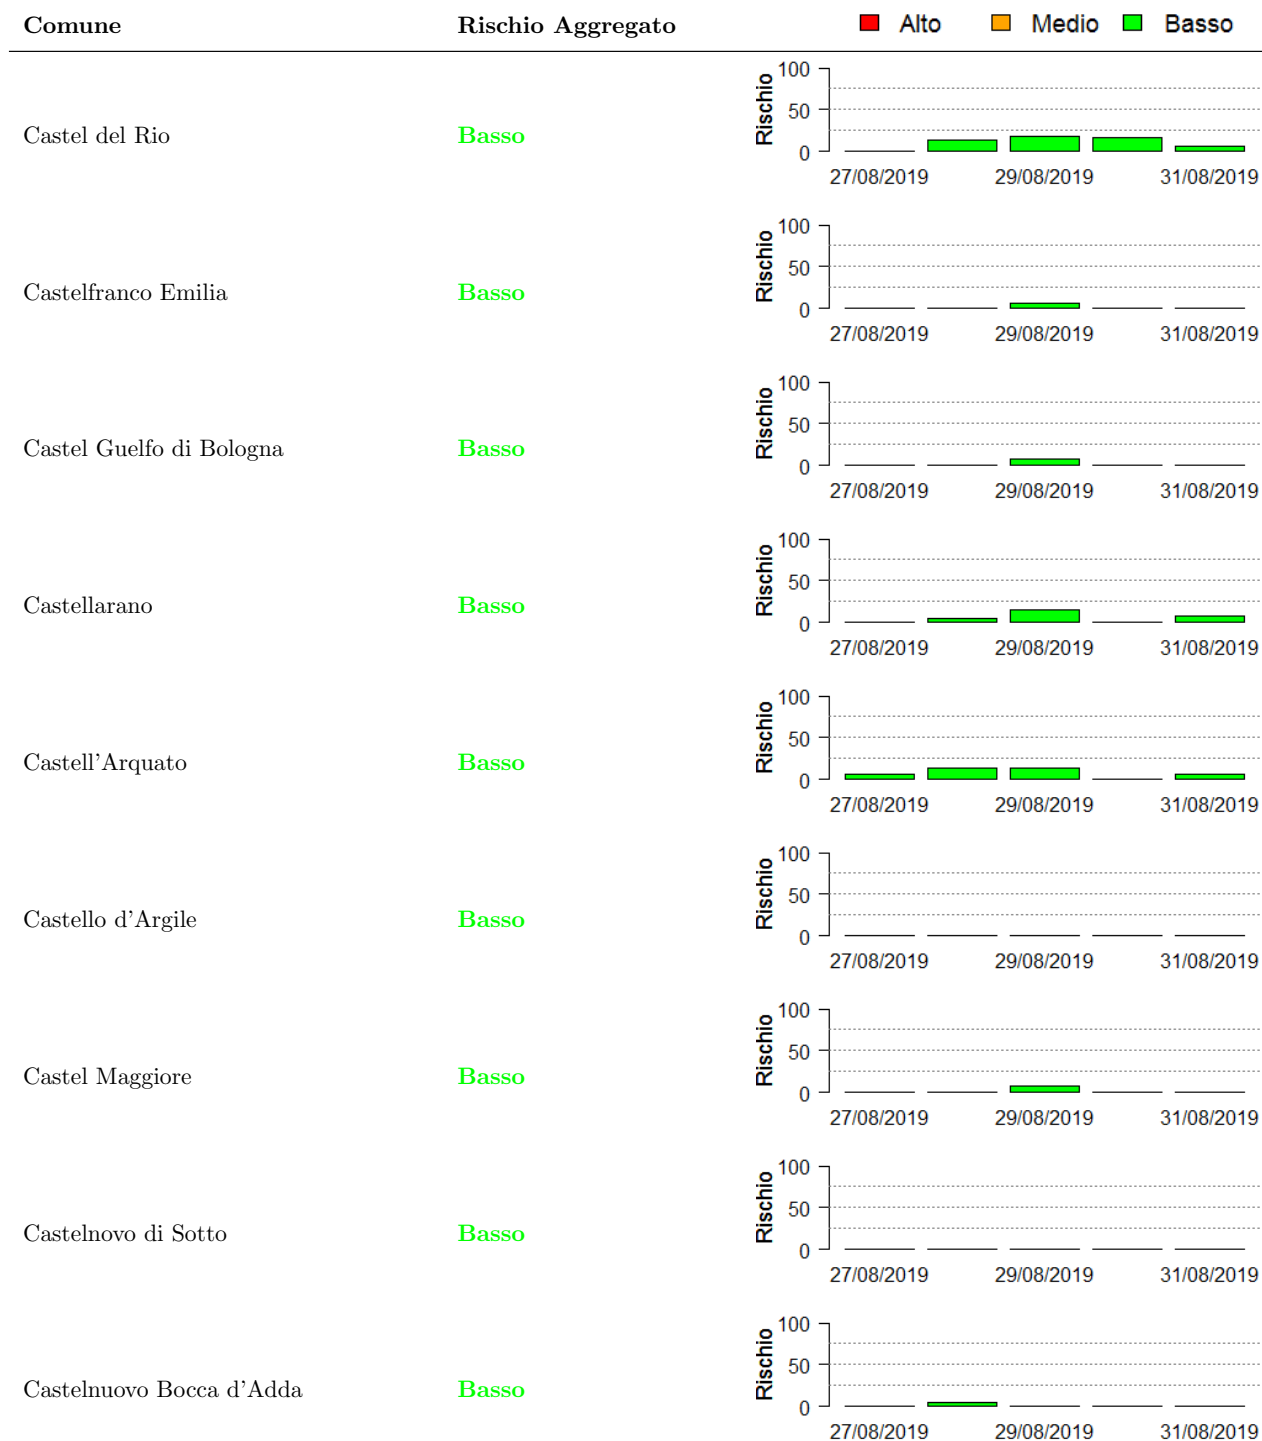 Comune Rischio Aggregato Alto Medio Basso
100
50
0
Rischio
Castel del Rio Basso
27/08/2019 29/08/2019 31/08/2019
100
50
0
Rischio
Castelfranco Emilia Basso
27/08/2019 29/08/2019 31/08/2019
100
50
0
Rischio
Castel Guelfo di Bologna Basso
27/08/2019 29/08/2019 31/08/2019
100
50
0
Rischio
Castellarano Basso
27/08/2019 29/08/2019 31/08/2019
100
50
0
Rischio
Castell'Arquato Basso
27/08/2019 29/08/2019 31/08/2019
100
50
0
Rischio
Castello d'Argile Basso
27/08/2019 29/08/2019 31/08/2019
100
50
0
Rischio
Castel Maggiore Basso
27/08/2019 29/08/2019 31/08/2019
100
50
0
Rischio
Castelnovo di Sotto Basso
27/08/2019 29/08/2019 31/08/2019
100
50
0
Rischio
Castelnuovo Bocca d'Adda Basso
27/08/2019 29/08/2019 31/08/2019